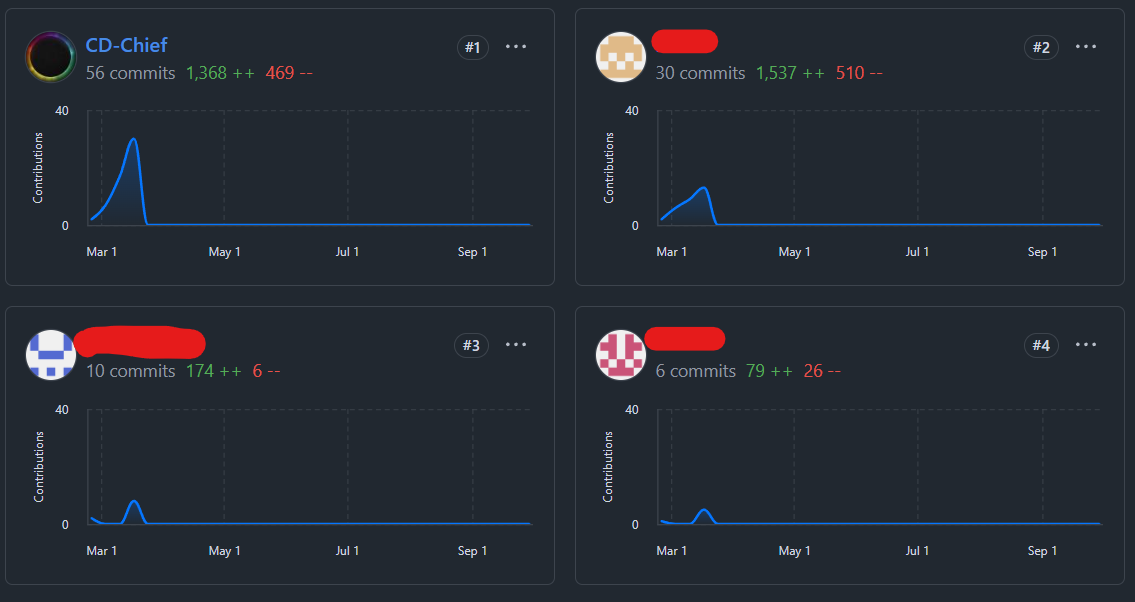 CD-Chief
#1
56 commits 1,368 ++ 469 --
40
Contributions
0
Mar 1 May 1 Jul 1 Sep 1
#2
30 commits 1,537 ++ 510 --
40
Contributions
0
Mar 1 May 1 Jul 1 Sep 1
#3
10 commits 174 ++ 6 --
40
Contributions
0
Mar 1 May 1 Jul 1 Sep 1
#4
6 commits 79 ++ 26 --
40
Contributions
0
Mar 1 May 1 Jul 1 Sep 1